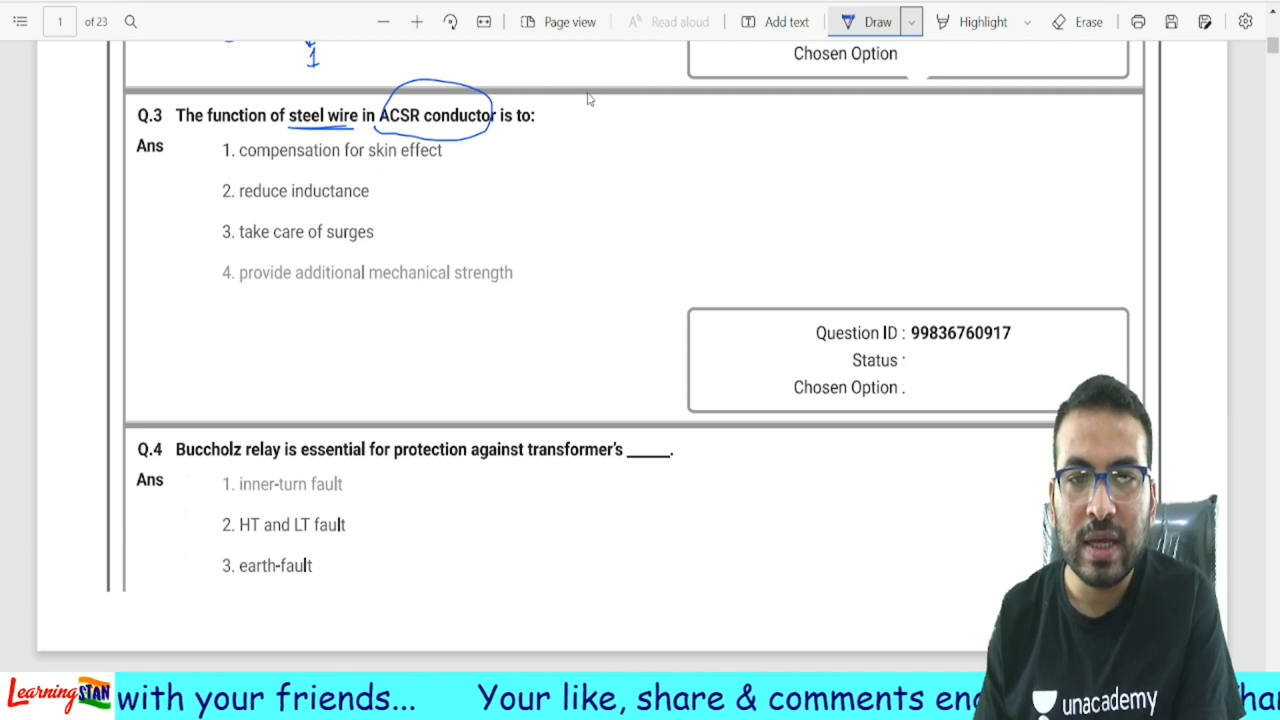 1
of 23
Page view
Read aloud
Add text
Draw
Highlight
Erase
1
Chosen Option
Q.3 The function of steel wire in ACSR conductor is to:
Ans
1. compensation for skin effect
2. reduce inductance
3. take care of surges
4. provide additional mechanical strength
Question ID : 99836760917
Status :
Chosen Option :
Q.4 Buccholz relay is essential for protection against transformer's _____.
Ans
1. inner-turn fault
2. HT and LT fault
3. earth-fault
unacademy
Learning STAN
with your friends... Your like, share & comments en